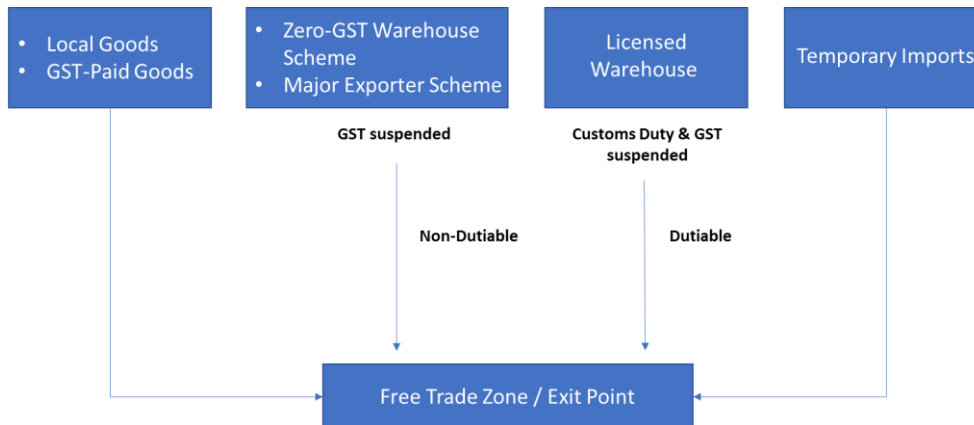 • Local Goods
• GST-Paid Goods
• Zero-GST Warehouse
Scheme
• Major Exporter Scheme
Licensed
Warehouse
Temporary Imports
GST suspended
Customs Duty & GST
suspended
Non-Dutiable
Dutiable
Free Trade Zone / Exit Point